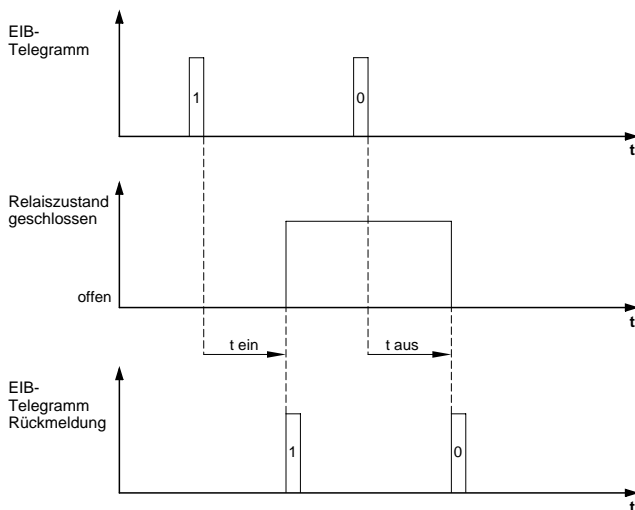 EIB-
Telegramm
1
0
t
Relaiszustand
geschlossen
offen
t
t ein
t aus
EIB-
Telegramm
Rückmeldung
1
0
t